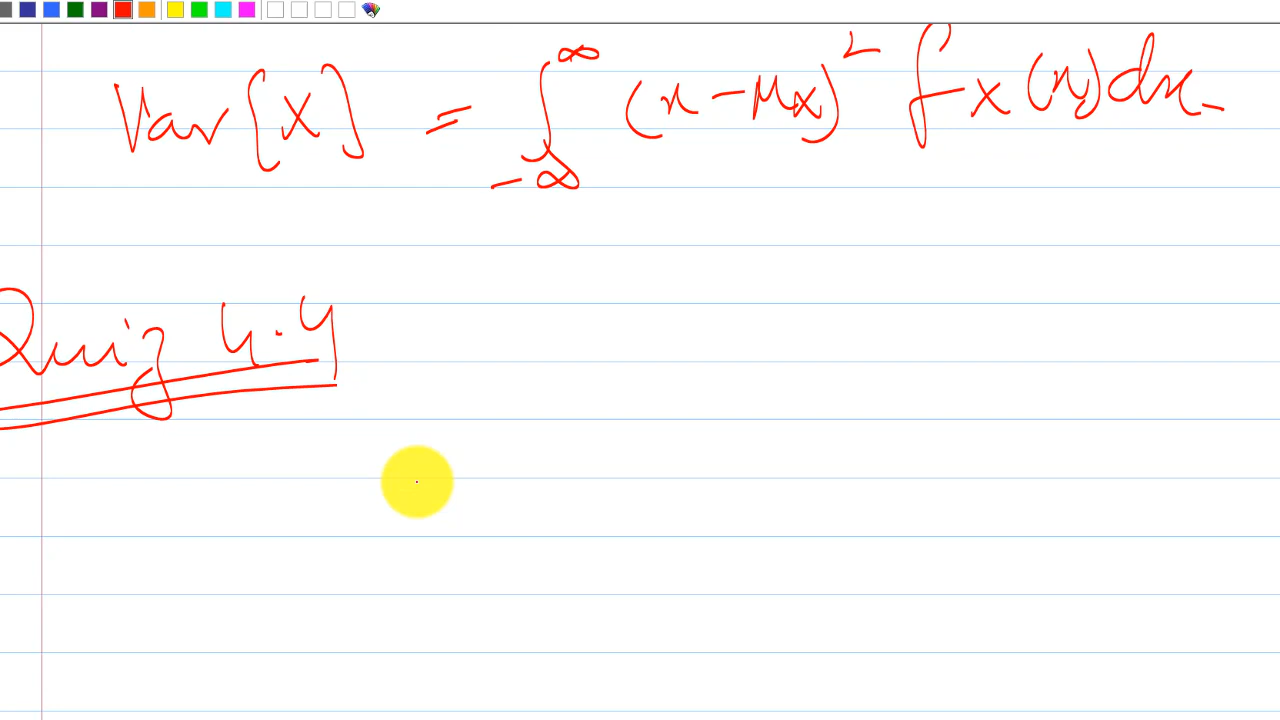 Var[X] = ∫_{-∞}^{∞} (x - μx)² fx(x)dx.
Quiz 4.4